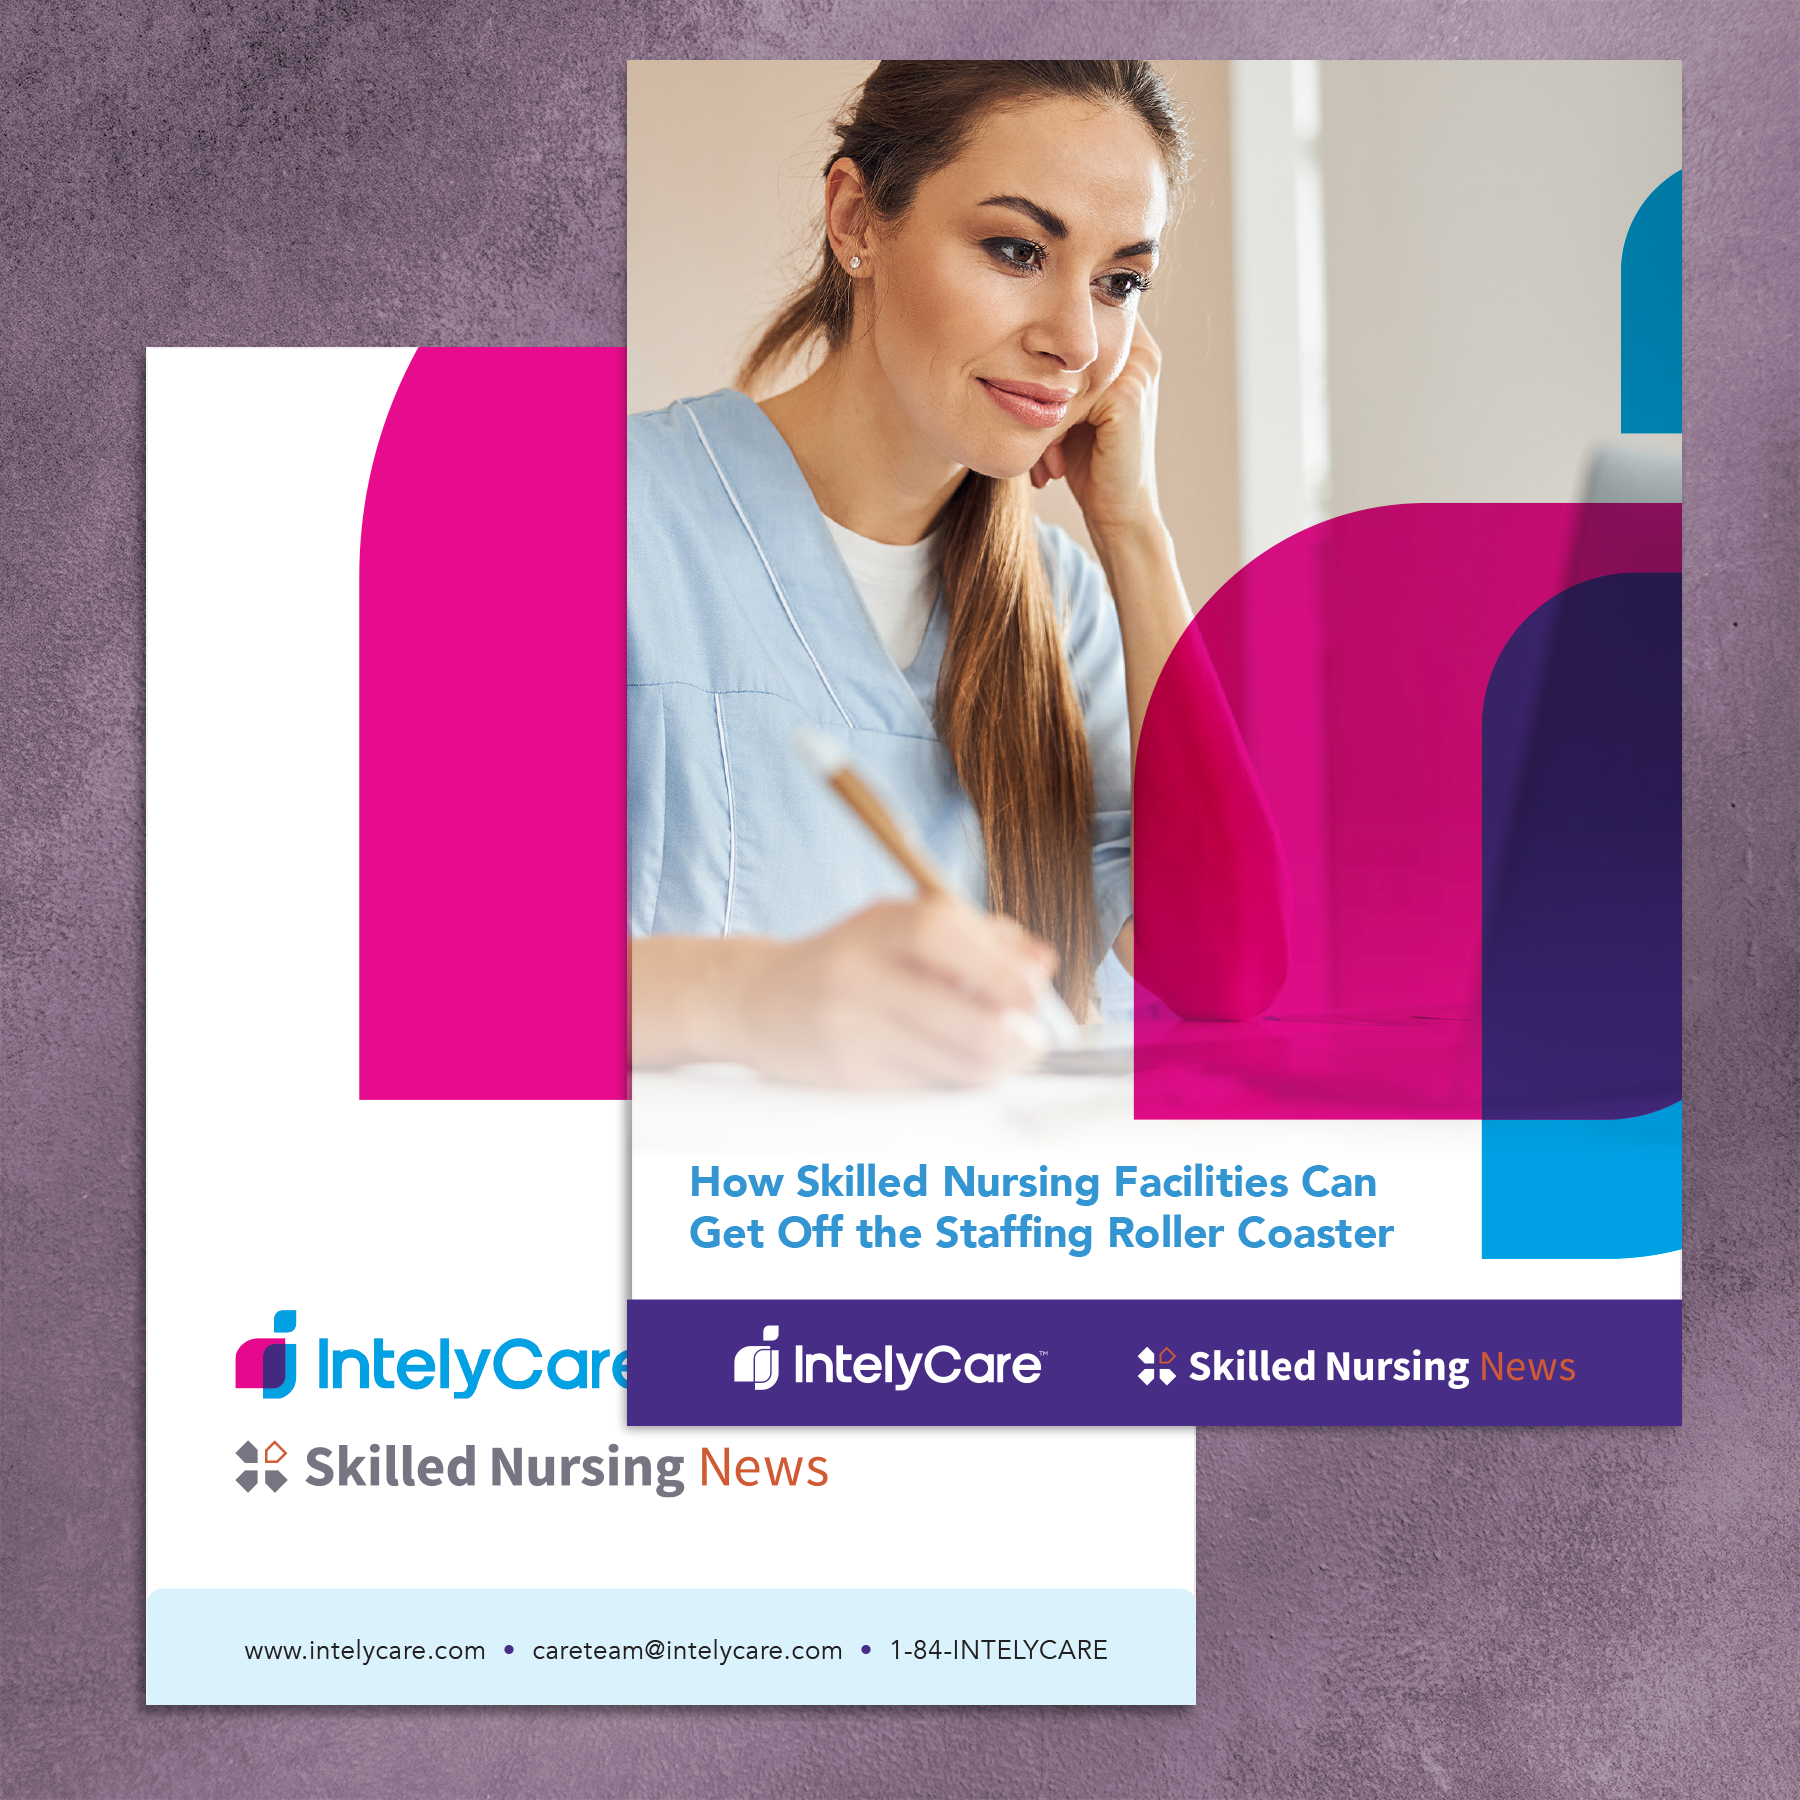 How Skilled Nursing Facilities Can
Get Off the Staffing Roller Coaster
IntelyCare™
Skilled Nursing News
IntelyCare
Skilled Nursing News
www.intelycare.com • careteam@intelycare.com • 1-84-INTELYCARE